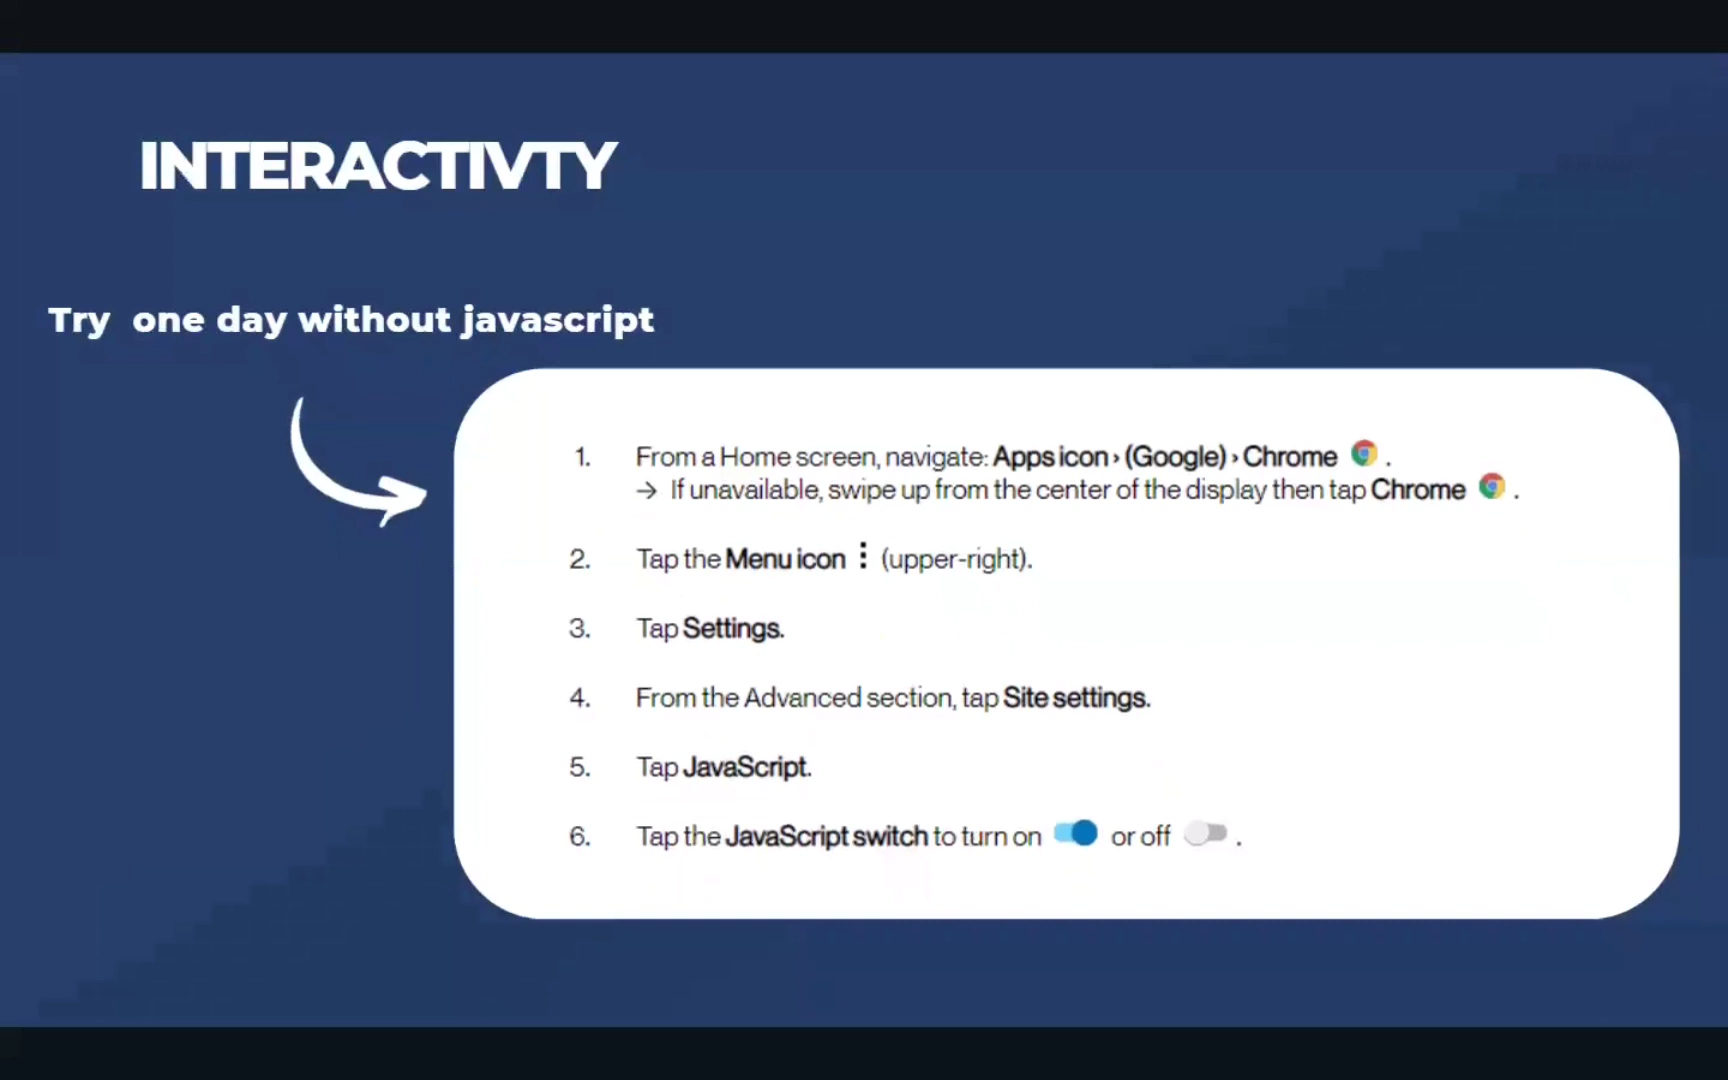 INTERACTIVTY
Try one day without javascript
1. From a Home screen, navigate: Apps icon › (Google) › Chrome .
→ If unavailable, swipe up from the center of the display then tap Chrome .
2. Tap the Menu icon ⋮ (upper-right).
3. Tap Settings.
4. From the Advanced section, tap Site settings.
5. Tap JavaScript.
6. Tap the JavaScript switch to turn on or off .